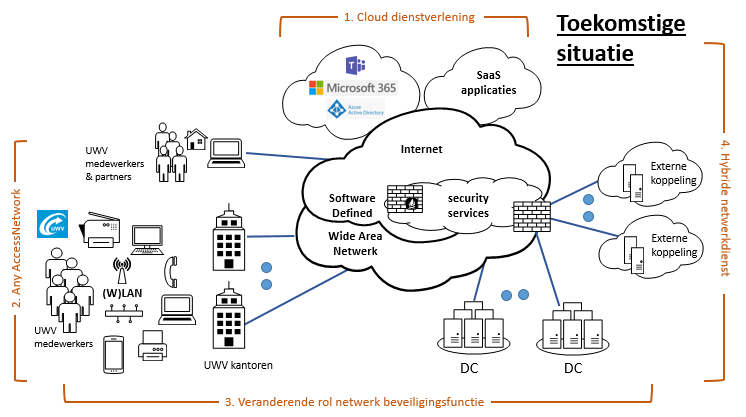 1. Cloud dienstverlening
Toekomstige
situatie
Microsoft 365
Azure
Active Directory
SaaS
applicaties
UWV
medewerkers
& partners
Internet
Software
Defined
security
services
Wide Area
Netwerk
Externe
koppeling
Externe
koppeling
2. Any AccessNetwork
UWV
(W)LAN
UWV
medewerkers
UWV kantoren
DC
DC
4. Hybride netwerkdienst
3. Veranderende rol netwerk beveiligingsfunctie